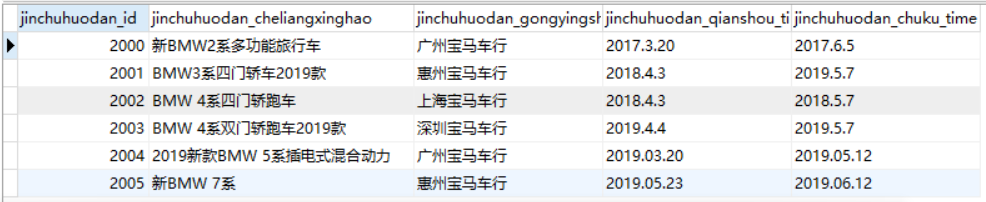 jinchuhuodan_id jinchuhuodan_cheliangxinghao jinchuhuodan_gongyingsh jinchuhuodan_qianshou_ti jinchuhuodan_chuku_time
2000 新BMW2系多功能旅行车 广州宝马车行 2017.3.20 2017.6.5
2001 BMW3系四门轿车2019款 惠州宝马车行 2018.4.3 2019.5.7
2002 BMW 4系四门轿跑车 上海宝马车行 2018.4.3 2018.5.7
2003 BMW 4系双门轿跑车2019款 深圳宝马车行 2019.4.4 2019.5.7
2004 2019新款BMW 5系插电式混合动力 广州宝马车行 2019.03.20 2019.05.12
2005 新BMW 7系 惠州宝马车行 2019.05.23 2019.06.12